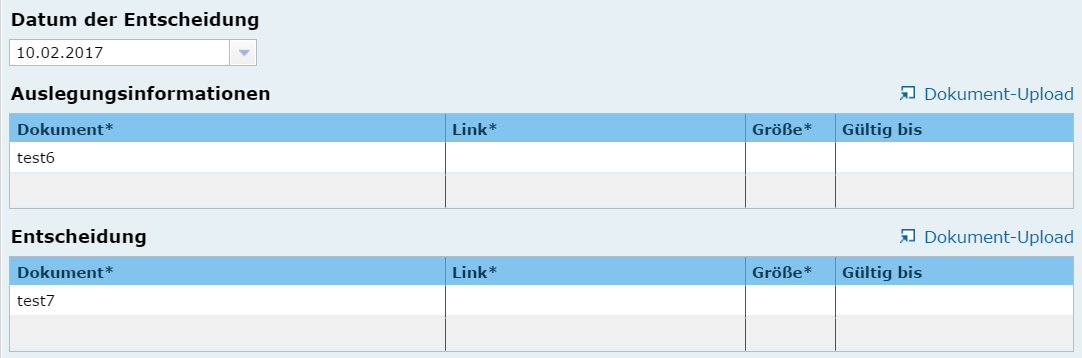 Datum der Entscheidung
10.02.2017
Auslegungsinformationen Dokument-Upload
Dokument* Link* Größe* Gültig bis
test6
Entscheidung Dokument-Upload
Dokument* Link* Größe* Gültig bis
test7